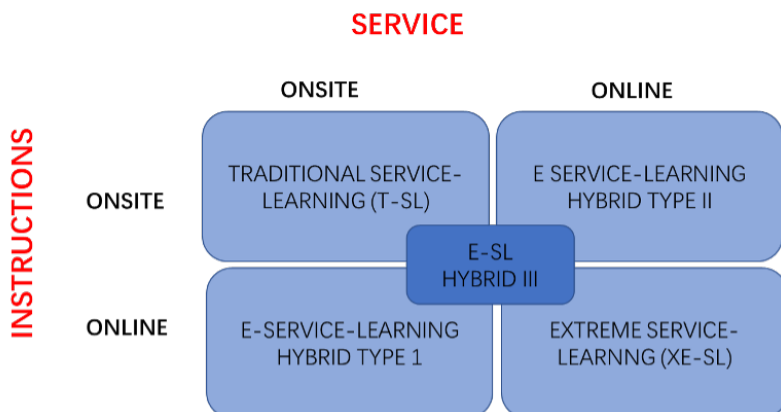 SERVICE
ONSITE
ONLINE
INSTRUCTIONS
ONSITE
TRADITIONAL SERVICE-
LEARNING (T-SL)
E SERVICE-LEARNING
HYBRID TYPE II
E-SL
HYBRID III
ONLINE
E-SERVICE-LEARNING
HYBRID TYPE 1
EXTREME SERVICE-
LEARNNG (XE-SL)